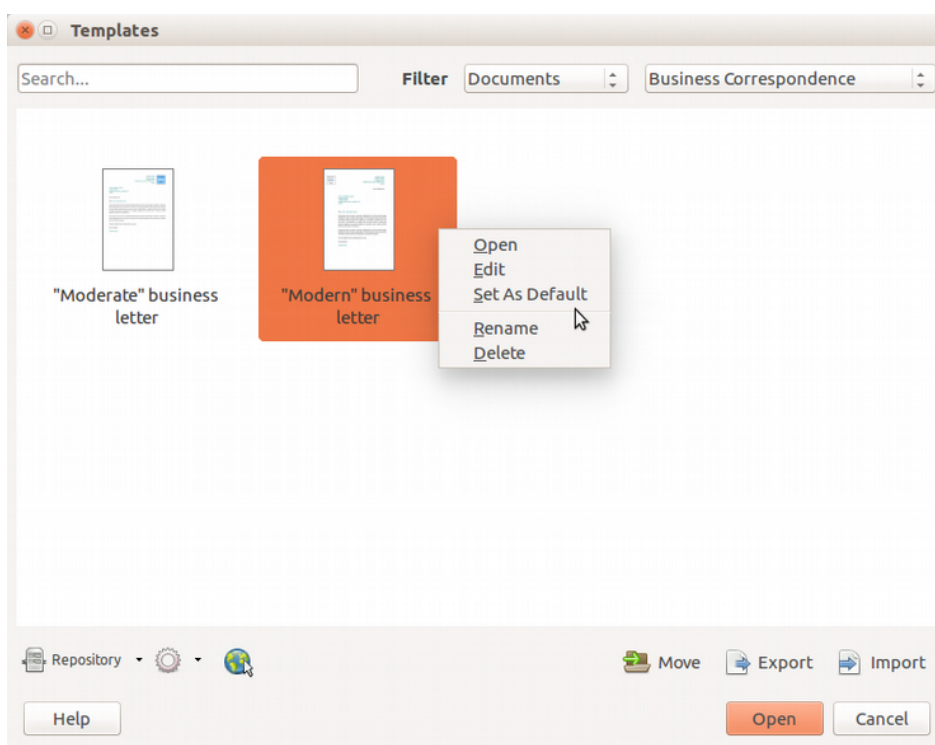 Templates
Search...
Filter Documents Business Correspondence
"Moderate" business
letter
"Modern" business
letter
Open
Edit
Set As Default
Rename
Delete
Repository
Move Export Import
Help Open Cancel